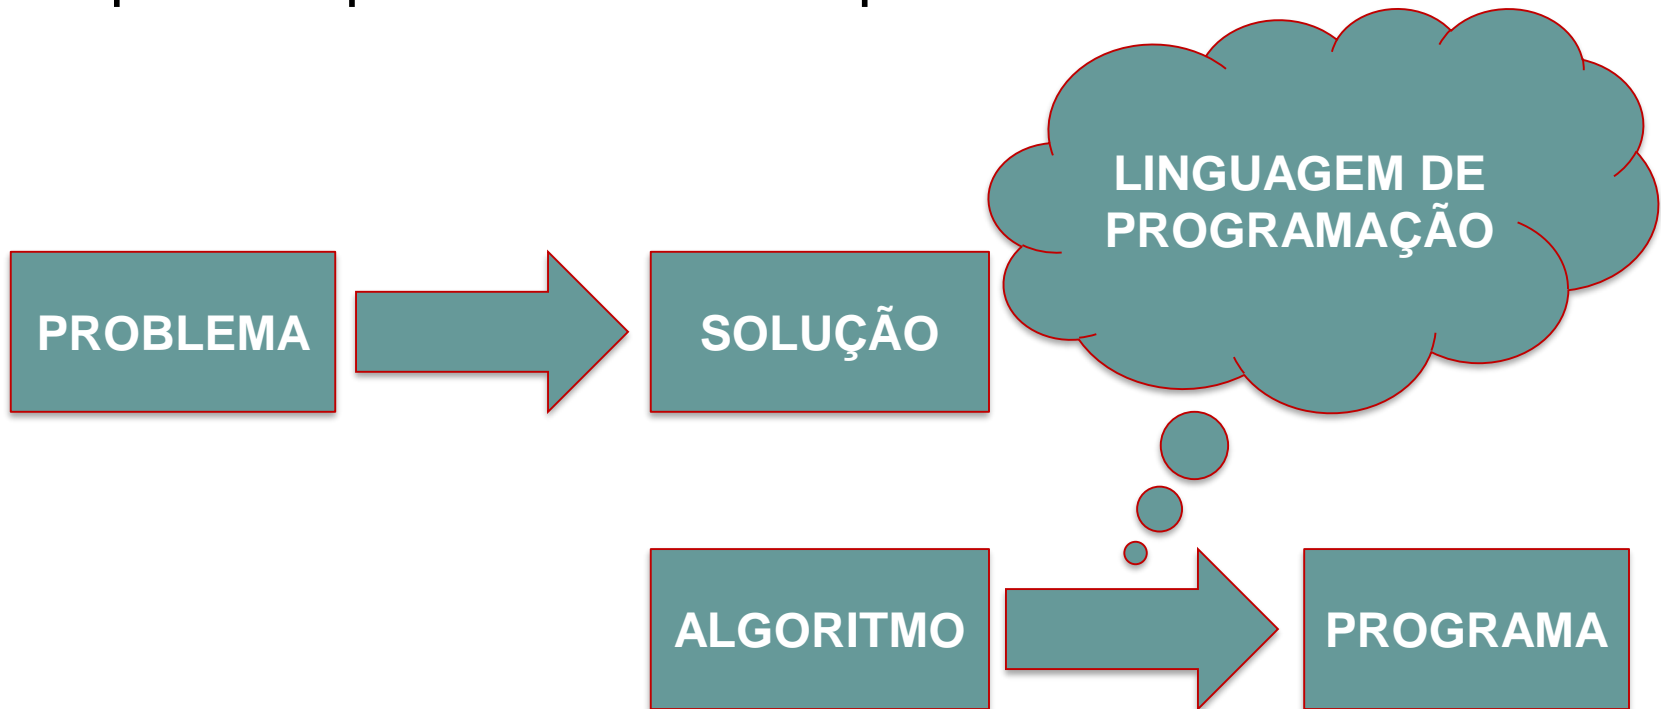 LINGUAGEM DE
PROGRAMAÇÃO
PROBLEMA
SOLUÇÃO
ALGORITMO
PROGRAMA